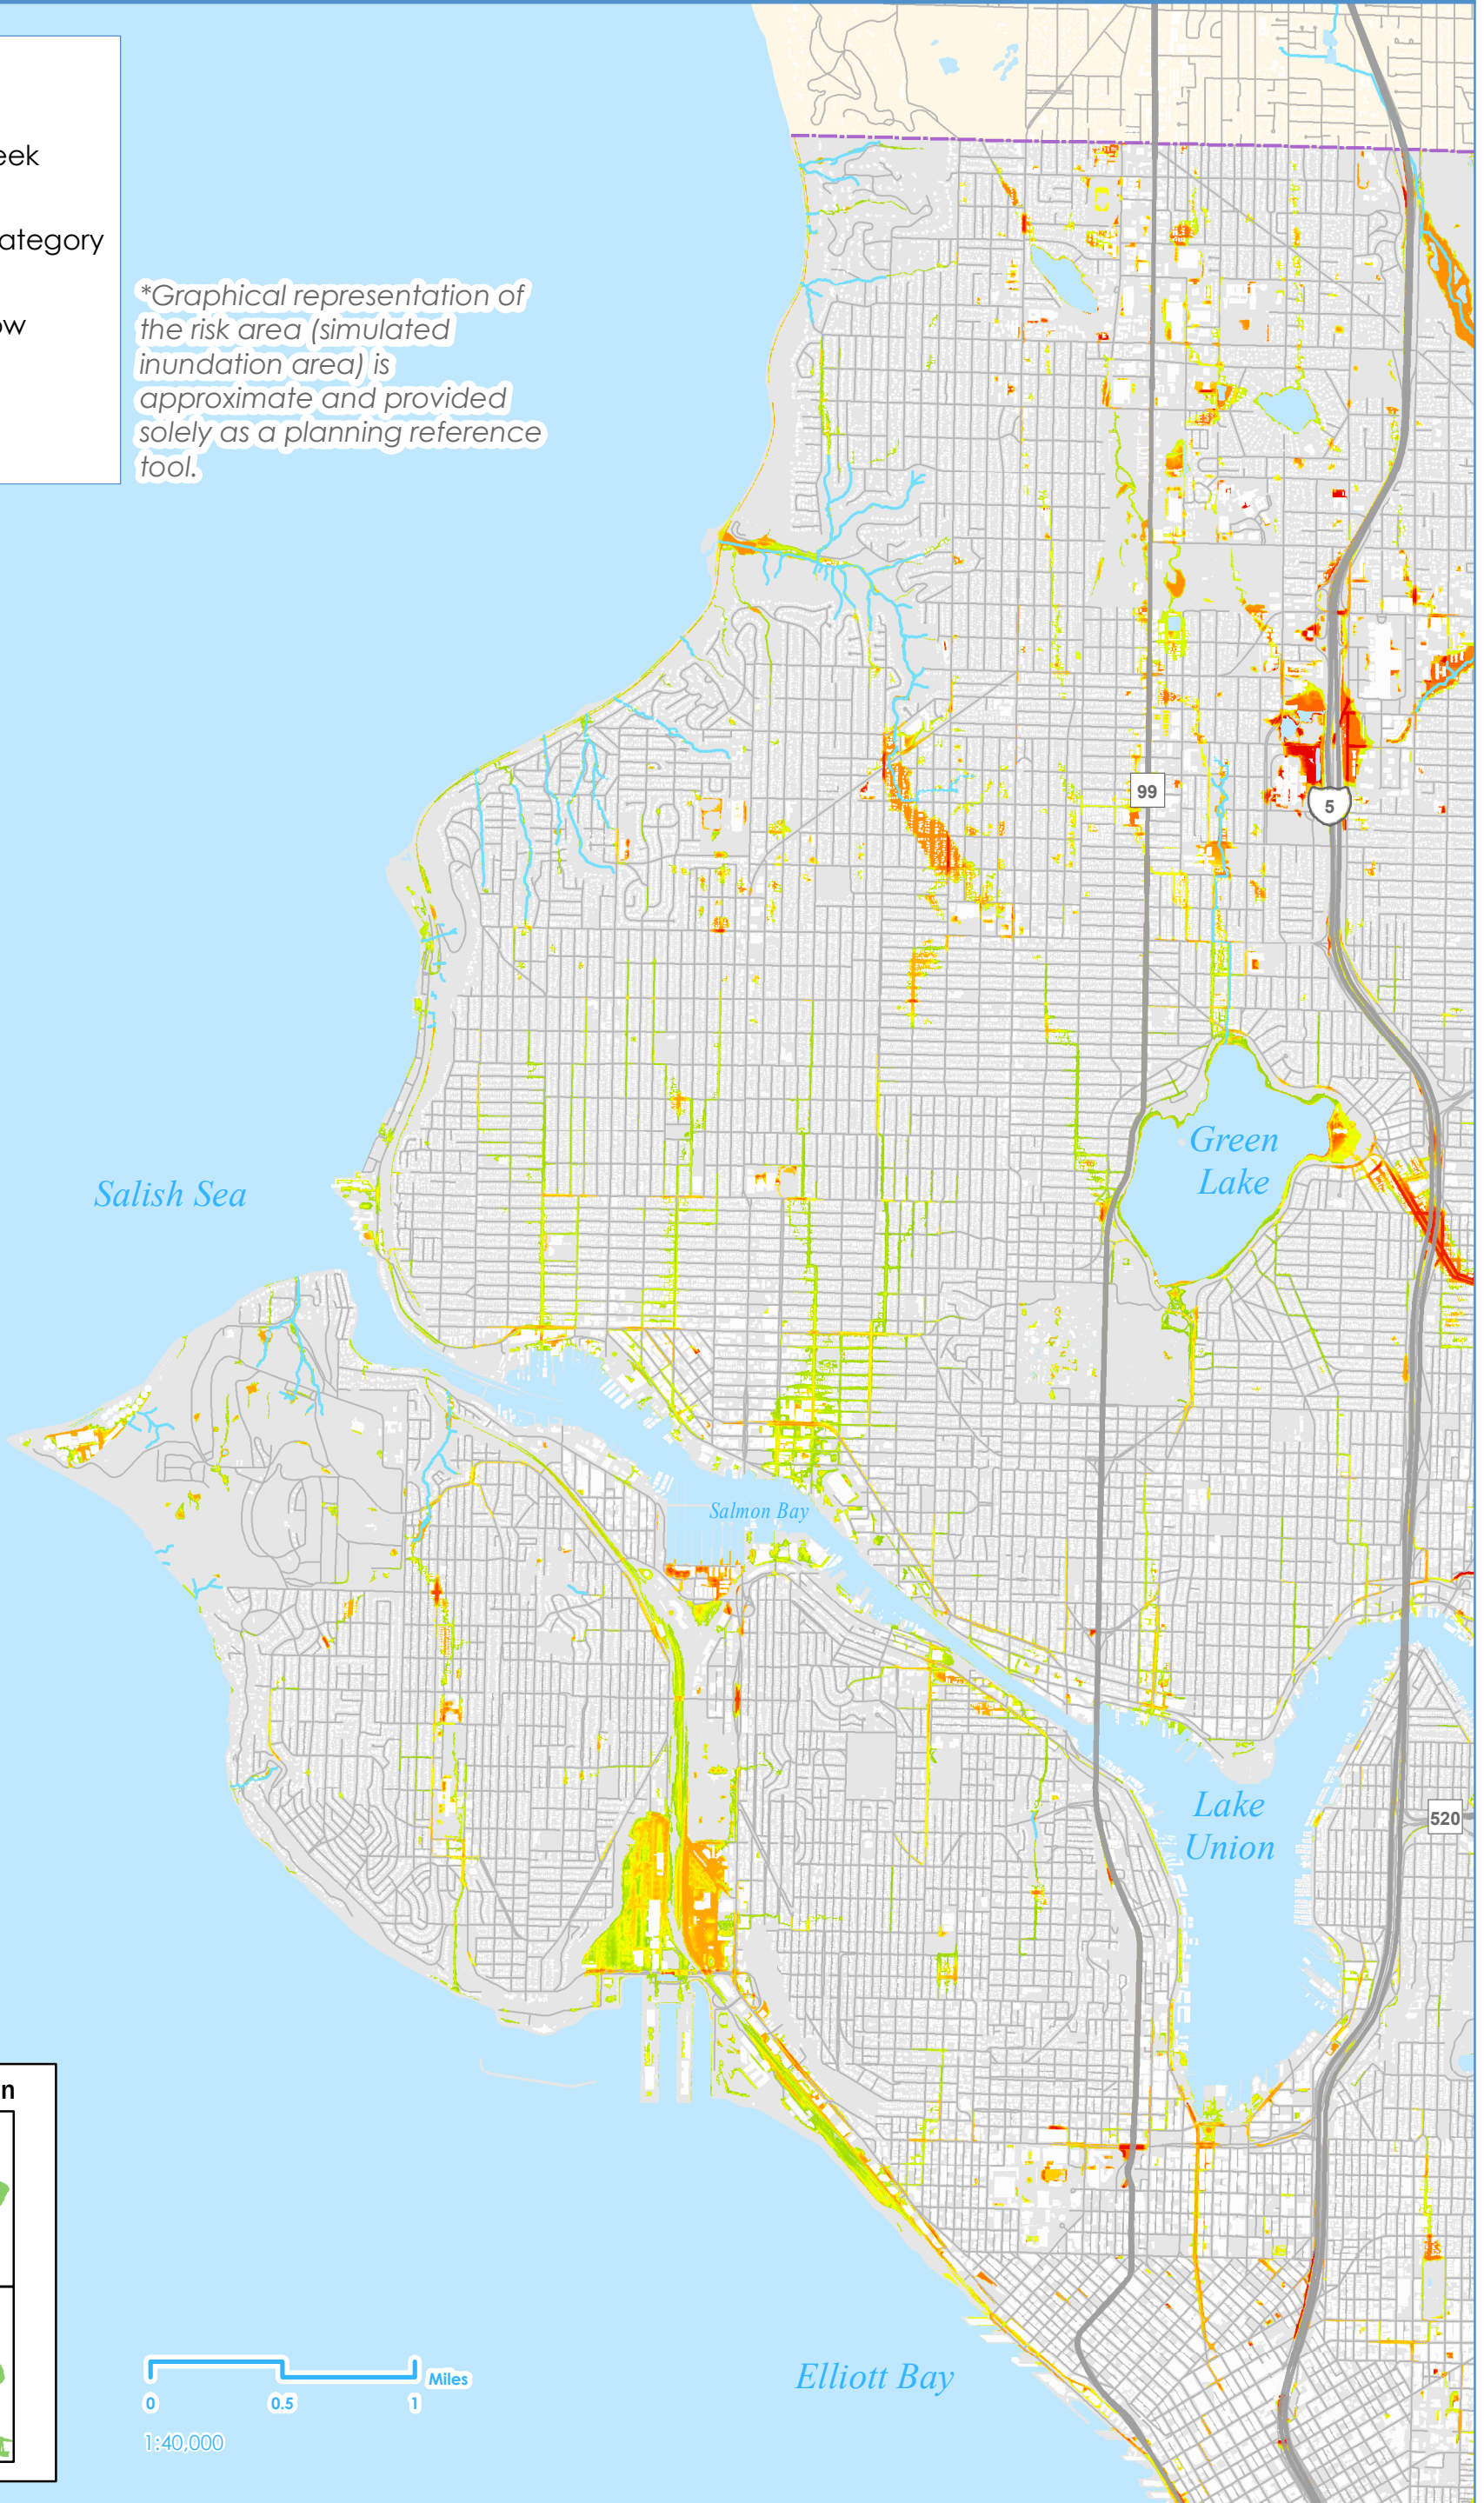 eek
ategory
ow
*Graphical representation of
the risk area (simulated
inundation area) is
approximate and provided
solely as a planning reference
tool.
99
5
Green
Lake
Salish Sea
Salmon Bay
Lake
Union
520
n
Elliott Bay
Miles
0 0.5 1
1:40,000